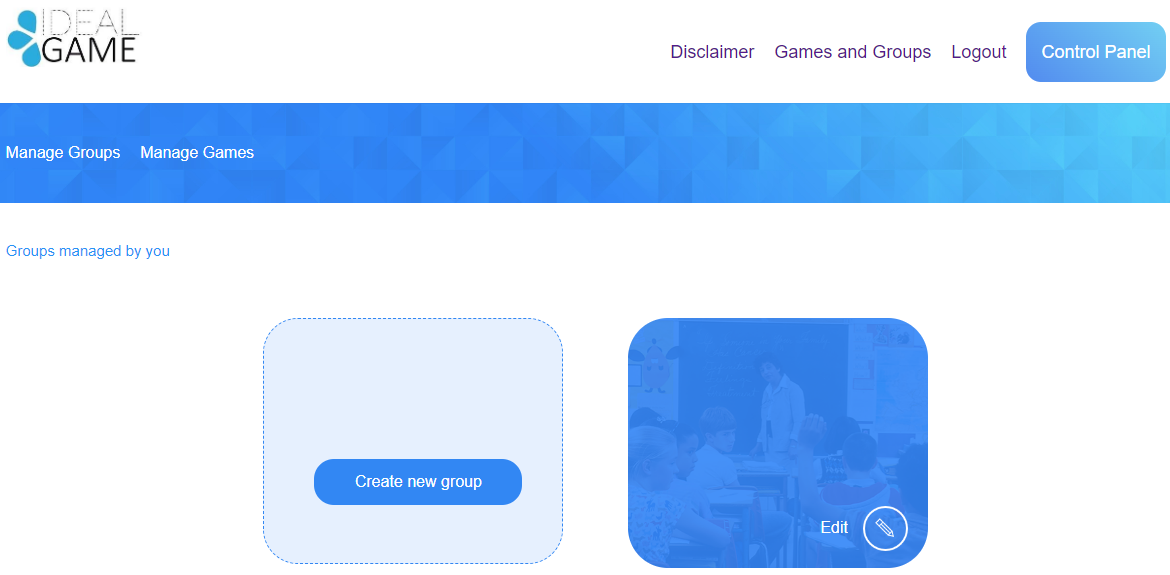 IDEAL
GAME
Disclaimer Games and Groups Logout Control Panel
Manage Groups Manage Games
Groups managed by you
Create new group
Edit